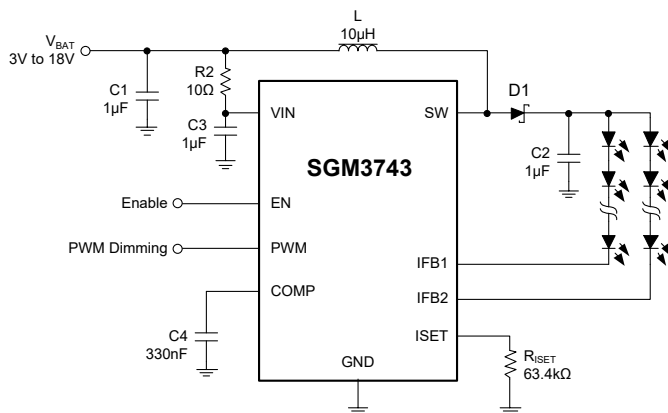 L
10μH
V_BAT
3V to 18V
R2
10Ω
C1
1μF
C3
1μF
VIN
SW
D1
C2
1μF
SGM3743
Enable
EN
PWM Dimming
PWM
IFB1
COMP
IFB2
C4
330nF
ISET
R_ISET
63.4kΩ
GND